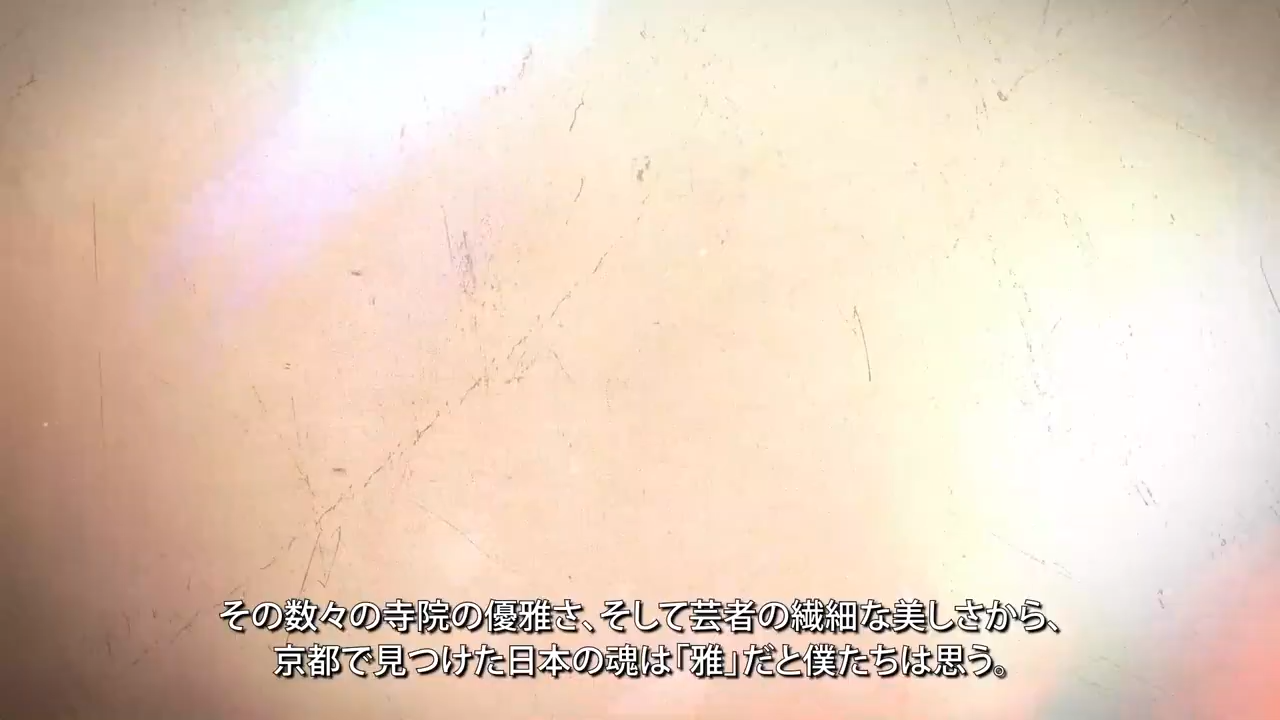 その数々の寺院の優雅さ、そして芸者の繊細な美しさから、
京都で見つけた日本の魂は「雅」だと僕たちは思う。